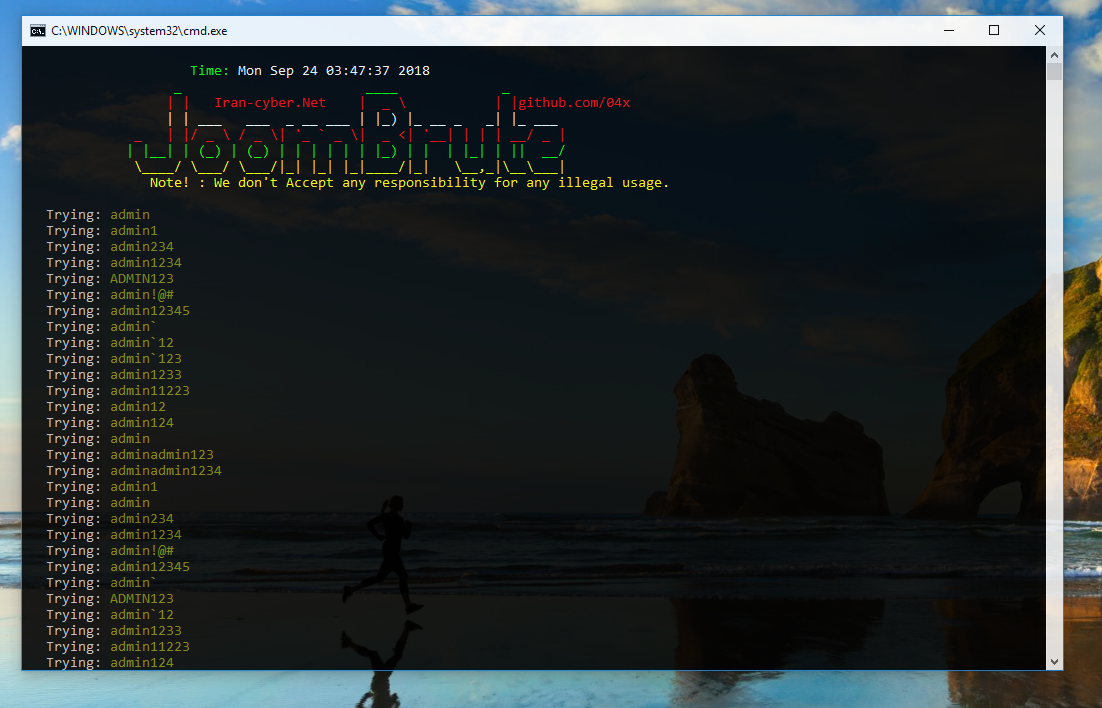 C:\WINDOWS\system32\cmd.exe
Time: Mon Sep 24 03:47:37 2018
Iran-cyber.Net
github.com/04x
JoomBrute
Note! : We don't Accept any responsibility for any illegal usage.
Trying: admin
Trying: admin1
Trying: admin234
Trying: admin1234
Trying: ADMIN123
Trying: admin!@#
Trying: admin12345
Trying: admin`
Trying: admin`12
Trying: admin`123
Trying: admin1233
Trying: admin11223
Trying: admin12
Trying: admin124
Trying: admin
Trying: adminadmin123
Trying: adminadmin1234
Trying: admin1
Trying: admin
Trying: admin234
Trying: admin1234
Trying: admin!@#
Trying: admin12345
Trying: admin`
Trying: ADMIN123
Trying: admin`12
Trying: admin1233
Trying: admin11223
Trying: admin124